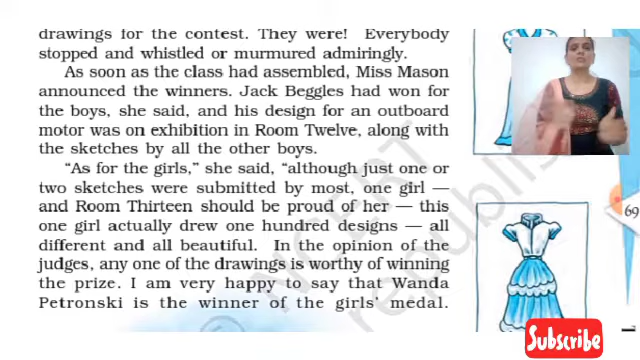 drawings for the contest. They were! Everybody
stopped and whistled or murmured admiringly.
As soon as the class had assembled, Miss Mason
announced the winners. Jack Beggles had won for
the boys, she said, and his design for an outboard
motor was on exhibition in Room Twelve, along with
the sketches by all the other boys.
“As for the girls,” she said, “although just one or
two sketches were submitted by most, one girl —
and Room Thirteen should be proud of her — this
one girl actually drew one hundred designs — all
different and all beautiful. In the opinion of the
judges, any one of the drawings is worthy of winning
the prize. I am very happy to say that Wanda
Petronski is the winner of the girls’ medal.
69
© NCERT
republis
Subscribe